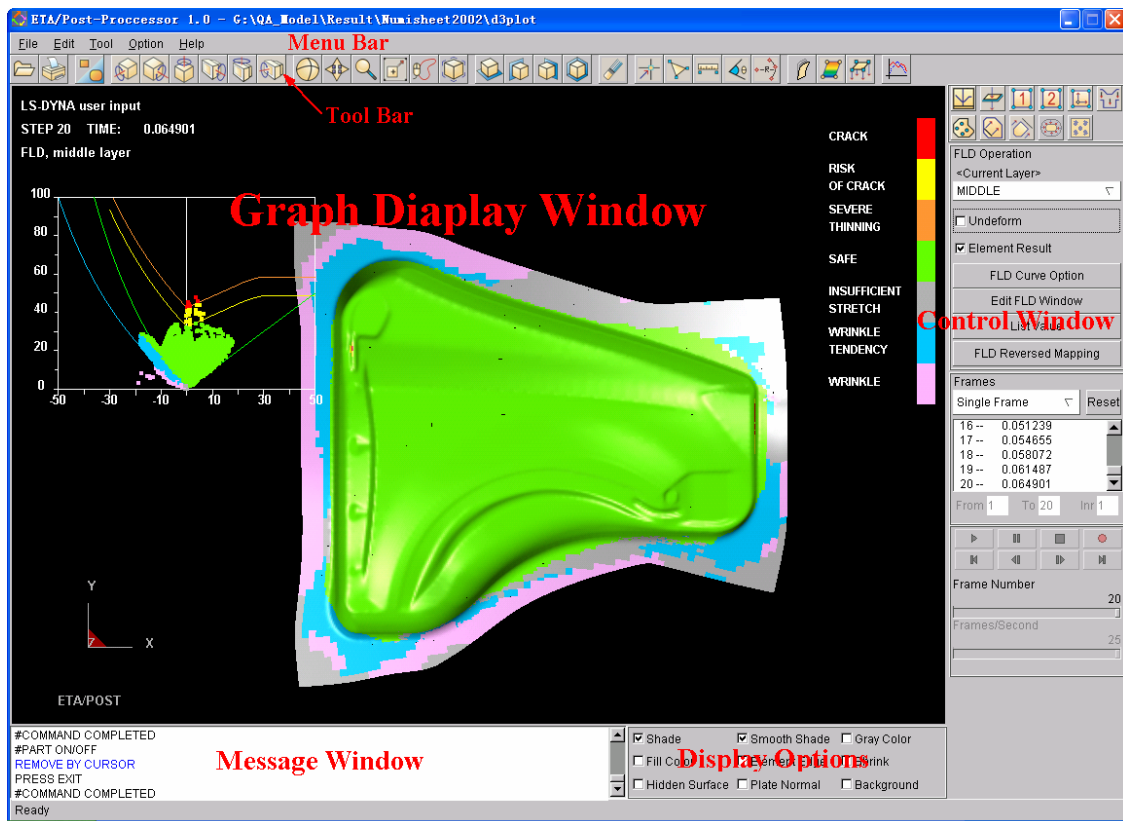 ETA/Post-Proccessor 1.0 - G:\QA_Model\Result\Numisheet2002\d3plot
File Edit Tool Option Help
Menu Bar
Tool Bar
LS-DYNA user input
STEP 20 TIME: 0.064901
FLD, middle layer
Graph Diaplay Window
100
80
60
40
20
0
-50 -30 -10 10 30 50
CRACK
RISK
OF CRACK
SEVERE
THINNING
SAFE
INSUFFICIENT
STRETCH
WRINKLE
TENDENCY
WRINKLE
Y
Z X
ETA/POST
1 2
FLD Operation
<Current Layer>
MIDDLE
Undeform
Element Result
FLD Curve Option
Edit FLD Window
List Value
Control Window
FLD Reversed Mapping
Frames
Single Frame Reset
16 -- 0.051239
17 -- 0.054655
18 -- 0.058072
19 -- 0.061487
20 -- 0.064901
From 1 To 20 Inr 1
Frame Number
20
Frames/Second
25
#COMMAND COMPLETED
#PART ON/OFF
REMOVE BY CURSOR
PRESS EXIT
#COMMAND COMPLETED
Message Window
Shade Smooth Shade Gray Color
Fill Color Element Edge Shrink
Display Options
Hidden Surface Plate Normal Background
Ready